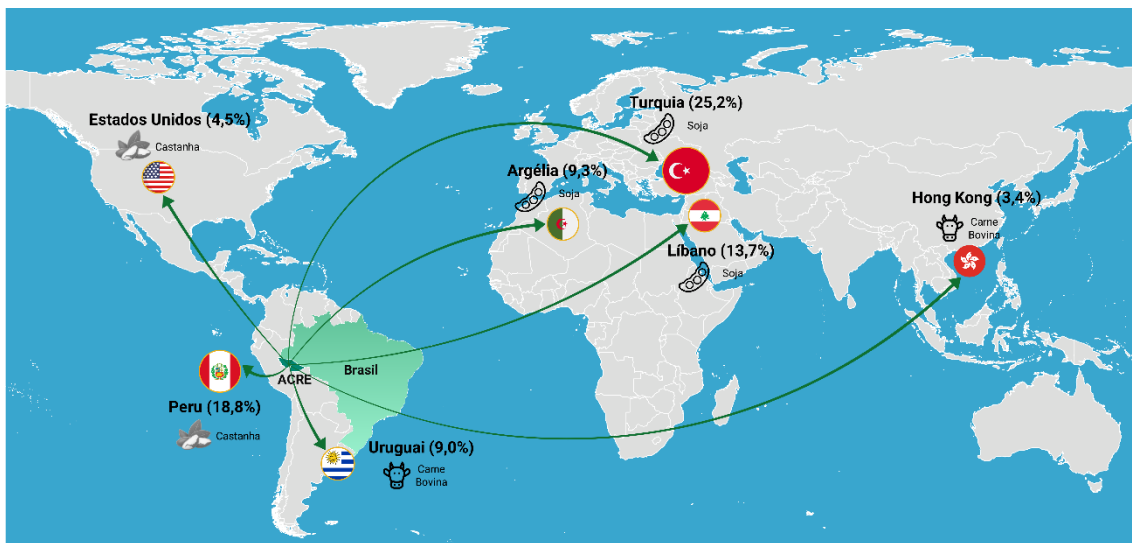 Estados Unidos (4,5%)
Castanha
Turquia (25,2%)
Soja
Argélia (9,3%)
Soja
Hong Kong (3,4%)
Carne
Bovina
Líbano (13,7%)
Soja
Brasil
ACRE
Peru (18,8%)
Castanha
Uruguai (9,0%)
Carne
Bovina